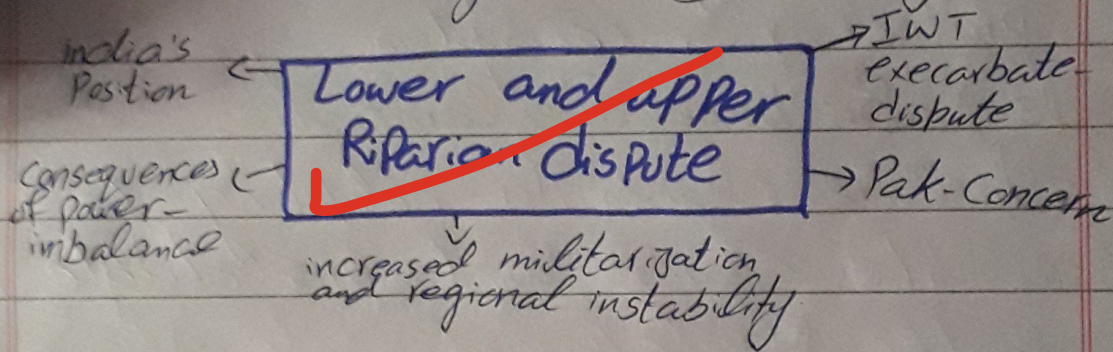 India's
Position
Lower and upper
Riparian dispute
IWT
execarbate-
dispute
Consequences
of power-
imbalance
Pak-Concern
increased militarization
and regional instability